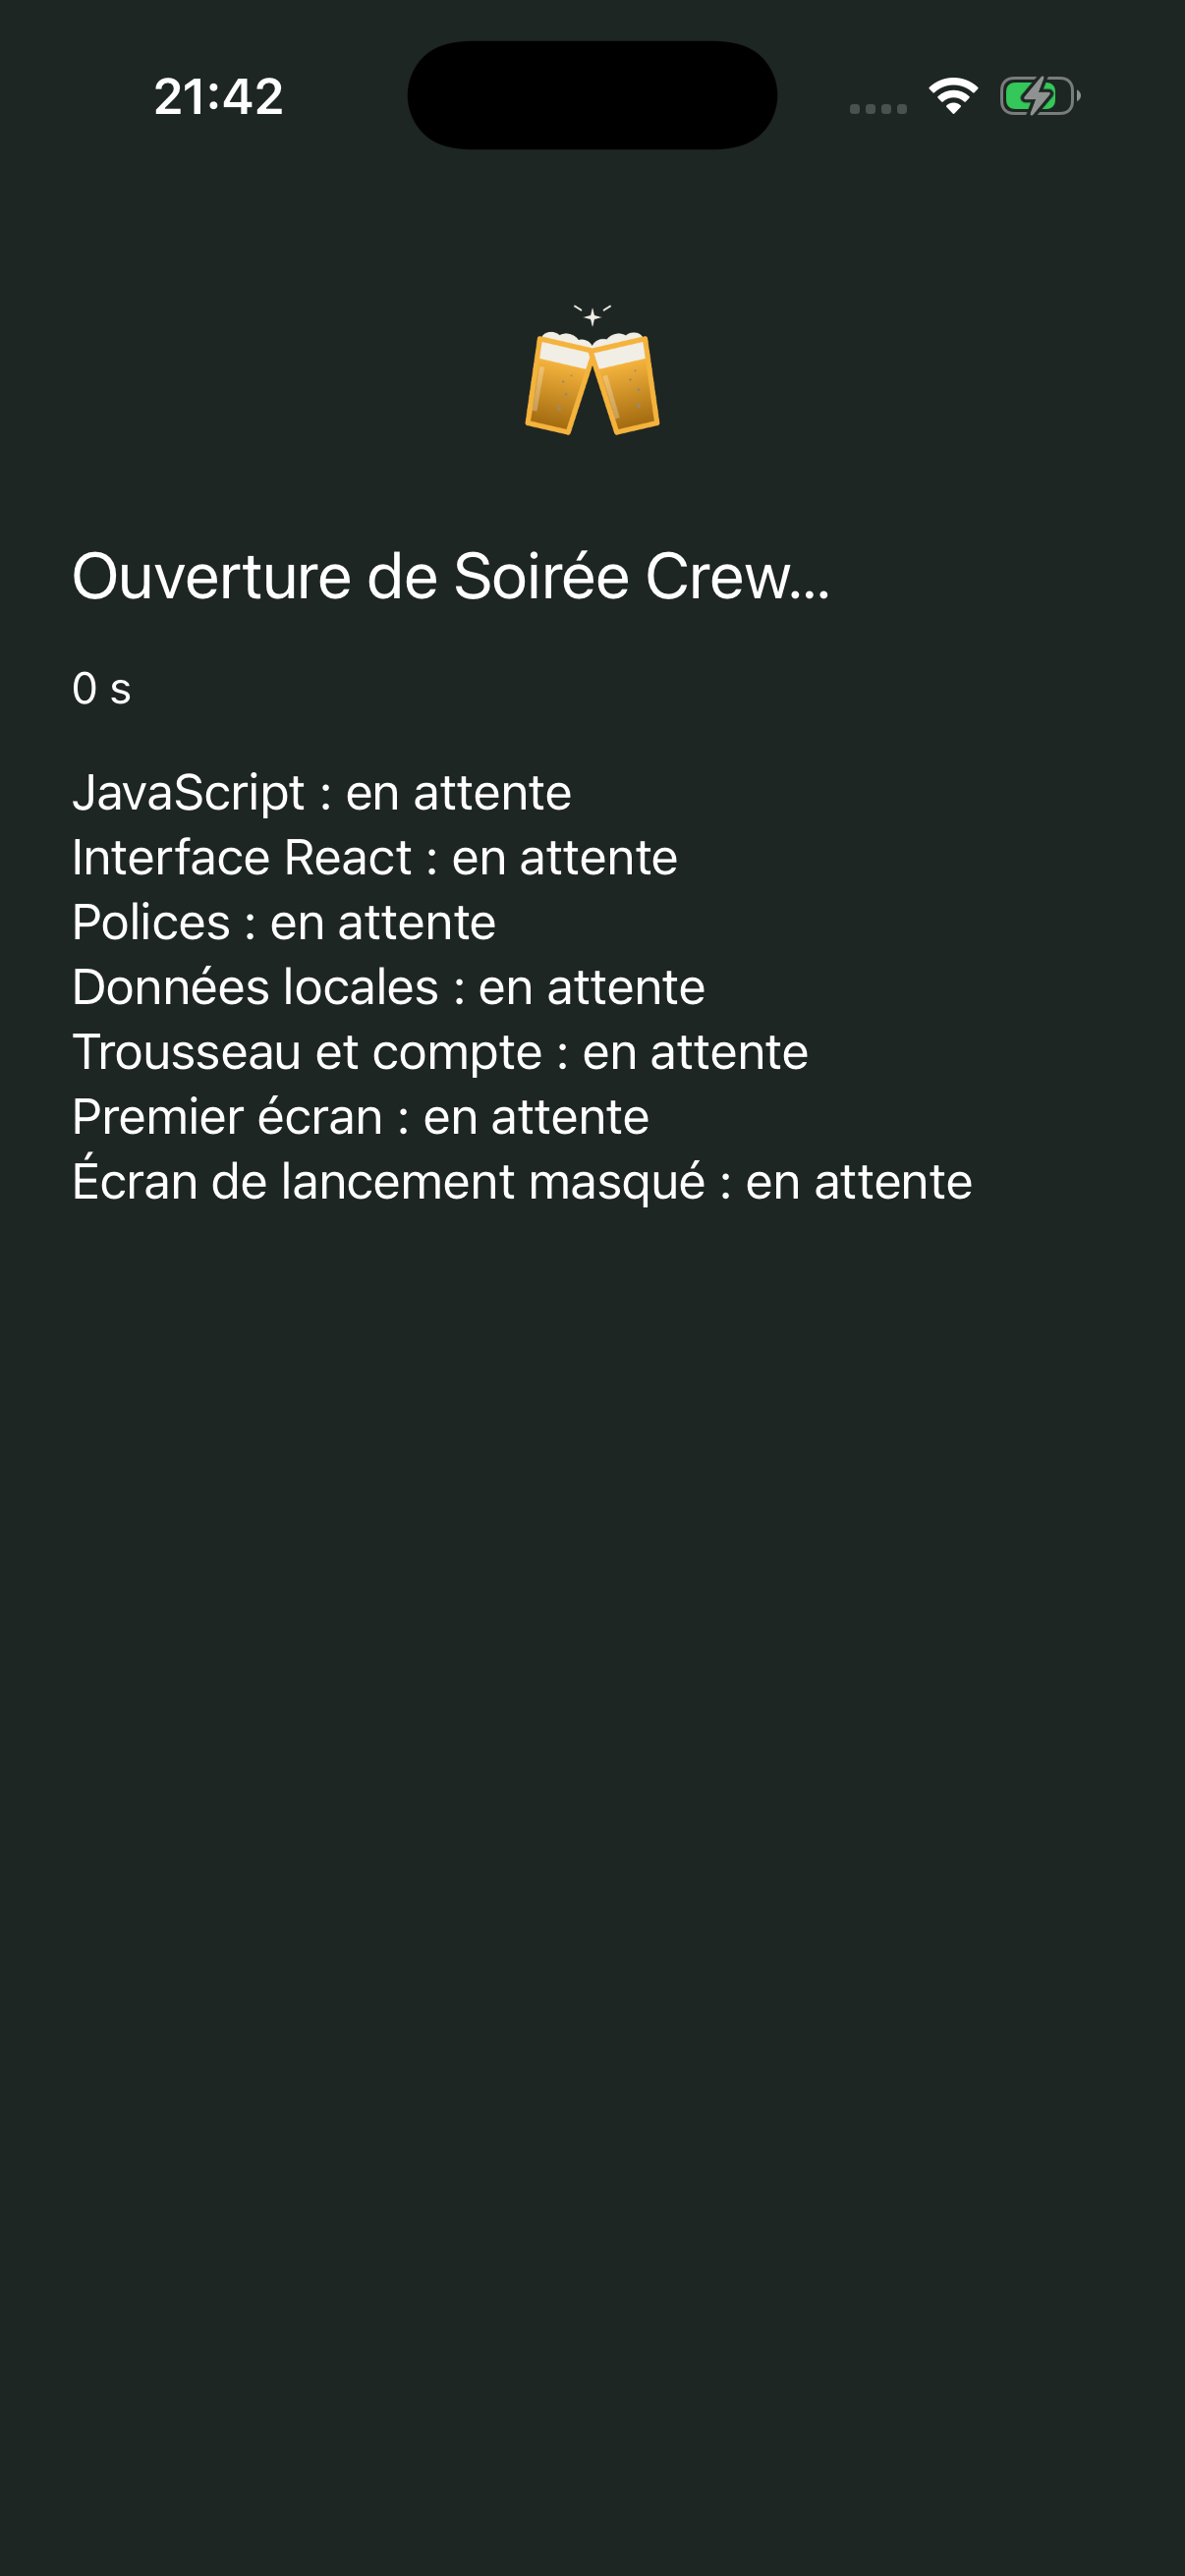 21:42
Ouverture de Soirée Crew...
0 s
JavaScript : en attente
Interface React : en attente
Polices : en attente
Données locales : en attente
Trousseau et compte : en attente
Premier écran : en attente
Écran de lancement masqué : en attente